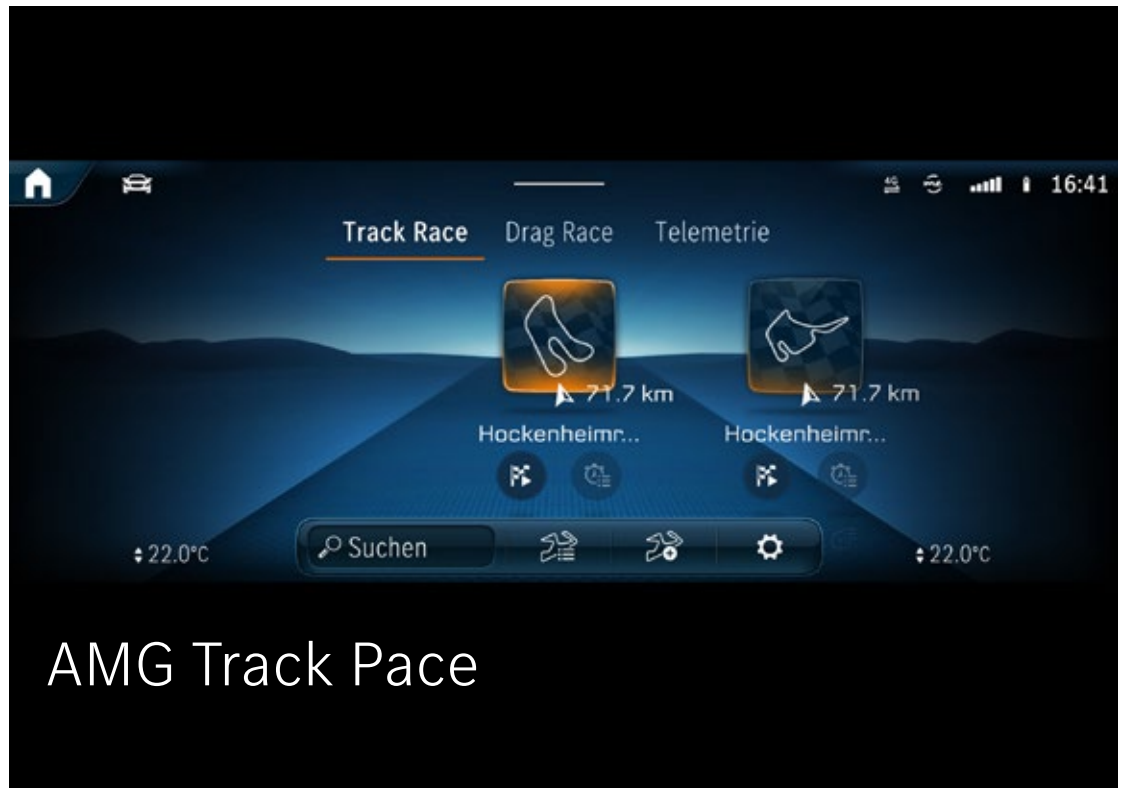 16:41
Track Race Drag Race Telemetrie
71.7 km 71.7 km
Hockenheimr... Hockenheimr...
22.0°C Suchen 22.0°C
AMG Track Pace